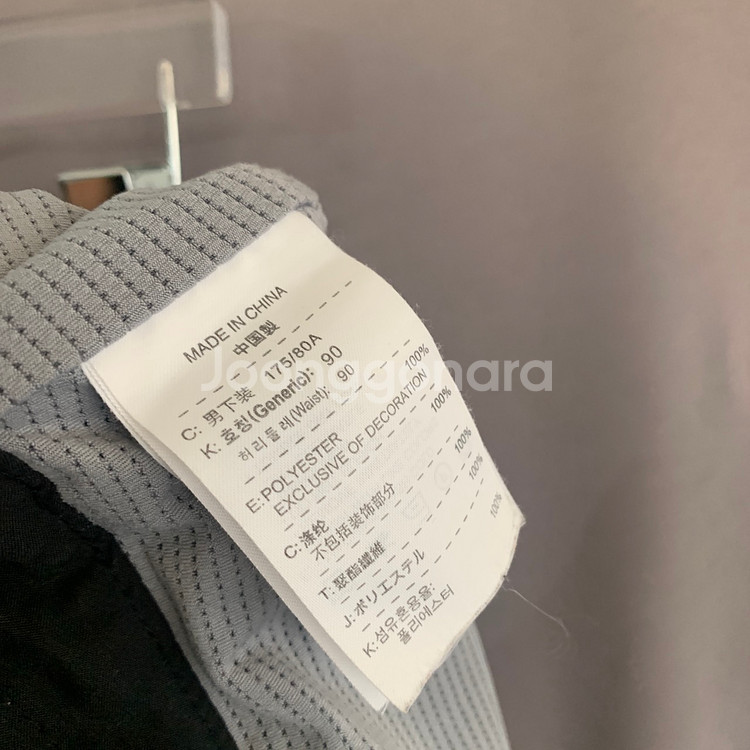 MADE IN CHINA
中国製
C: 男下装 175/80A
K: 호칭(Generic): 90
허리둘레(Waist): 90
E:POLYESTER 100%
EXCLUSIVE OF DECORATION
C:涤纶 100%
不包括装饰部分
T:聚酯纖維 100%
J:ポリエステル 100%
K:섬유혼용율:
폴리에스터 100%
Joonggonara